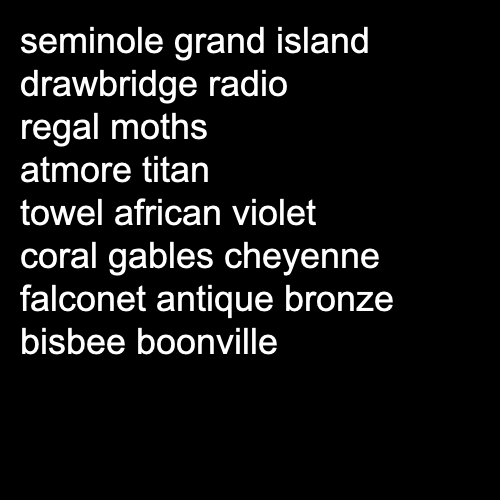 seminole grand island
drawbridge radio
regal moths
atmore titan
towel african violet
coral gables cheyenne
falconet antique bronze
bisbee boonville